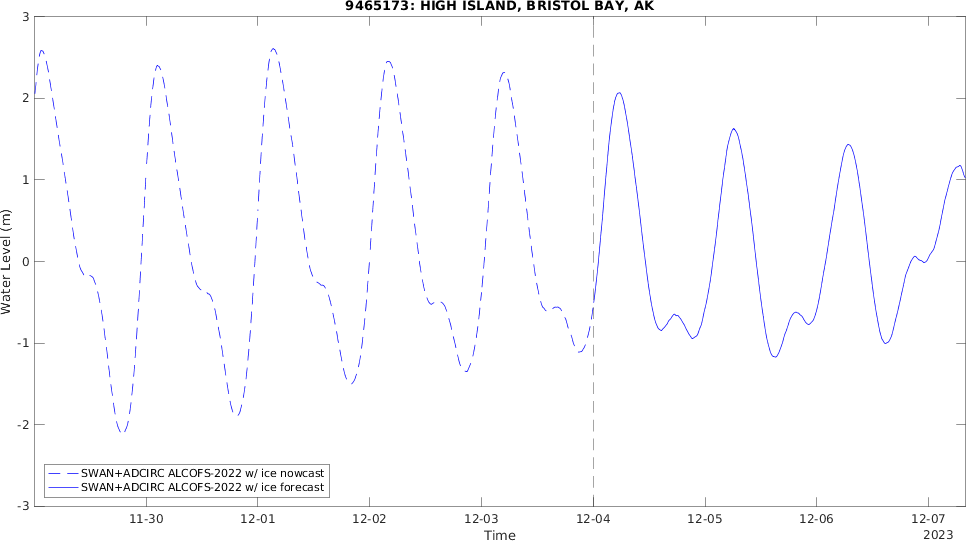 9465173: HIGH ISLAND, BRISTOL BAY, AK
3
2
1
0
-1
-2
-3
Water Level (m)
SWAN+ADCIRC ALCOFS-2022 w/ ice nowcast
SWAN+ADCIRC ALCOFS-2022 w/ ice forecast
11-30 12-01 12-02 12-03 12-04 12-05 12-06 12-07
Time
2023